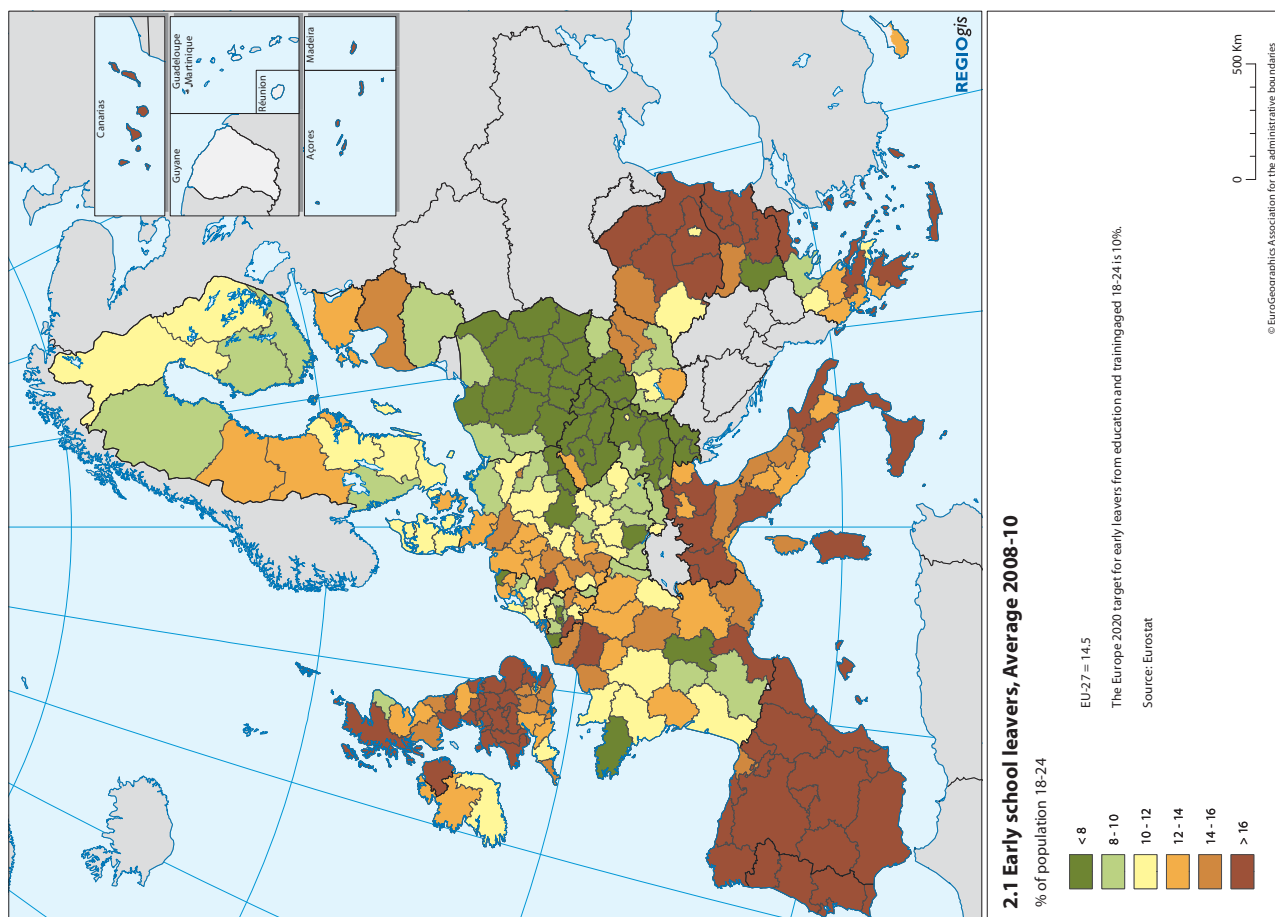 Canarias
Guyane
Guadeloupe
Martinique
Réunion
Açores
Madeira
REGIOgis
2.1 Early school leavers, Average 2008-10
% of population 18-24
< 8
8 - 10
10 - 12
12 - 14
14 - 16
> 16
EU-27 = 14.5
The Europe 2020 target for early leavers from education and trainingaged 18-24 is 10%.
Source: Eurostat
0 500 Km
© EuroGeographics Association for the administrative boundaries